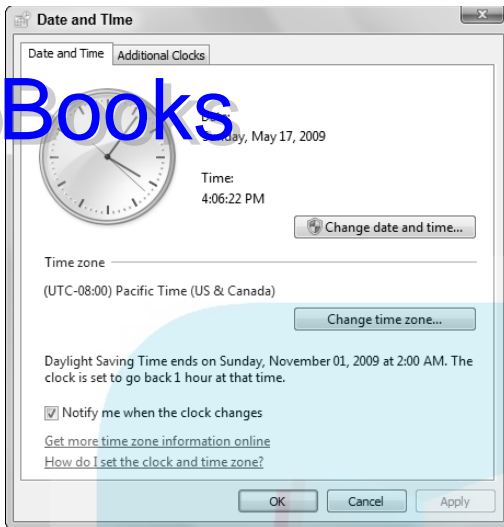 Date and TIme
Date and Time
Additional Clocks
Books
Date:
Sunday, May 17, 2009
Time:
4:06:22 PM
Change date and time...
Time zone
(UTC-08:00) Pacific Time (US & Canada)
Change time zone...
Daylight Saving Time ends on Sunday, November 01, 2009 at 2:00 AM. The
clock is set to go back 1 hour at that time.
Notify me when the clock changes
Get more time zone information online
How do I set the clock and time zone?
OK
Cancel
Apply